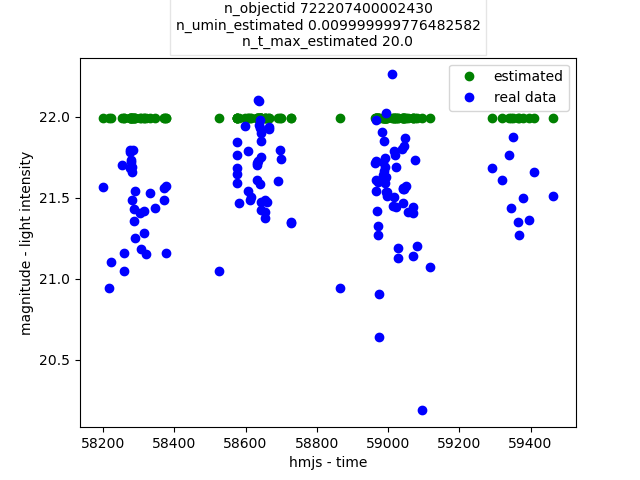 n_objectid 722207400002430
n_umin_estimated 0.009999999776482582
n_t_max_estimated 20.0
estimated
real data
22.0
21.5
21.0
20.5
magnitude - light intensity
58200 58400 58600 58800 59000 59200 59400
hmjs - time